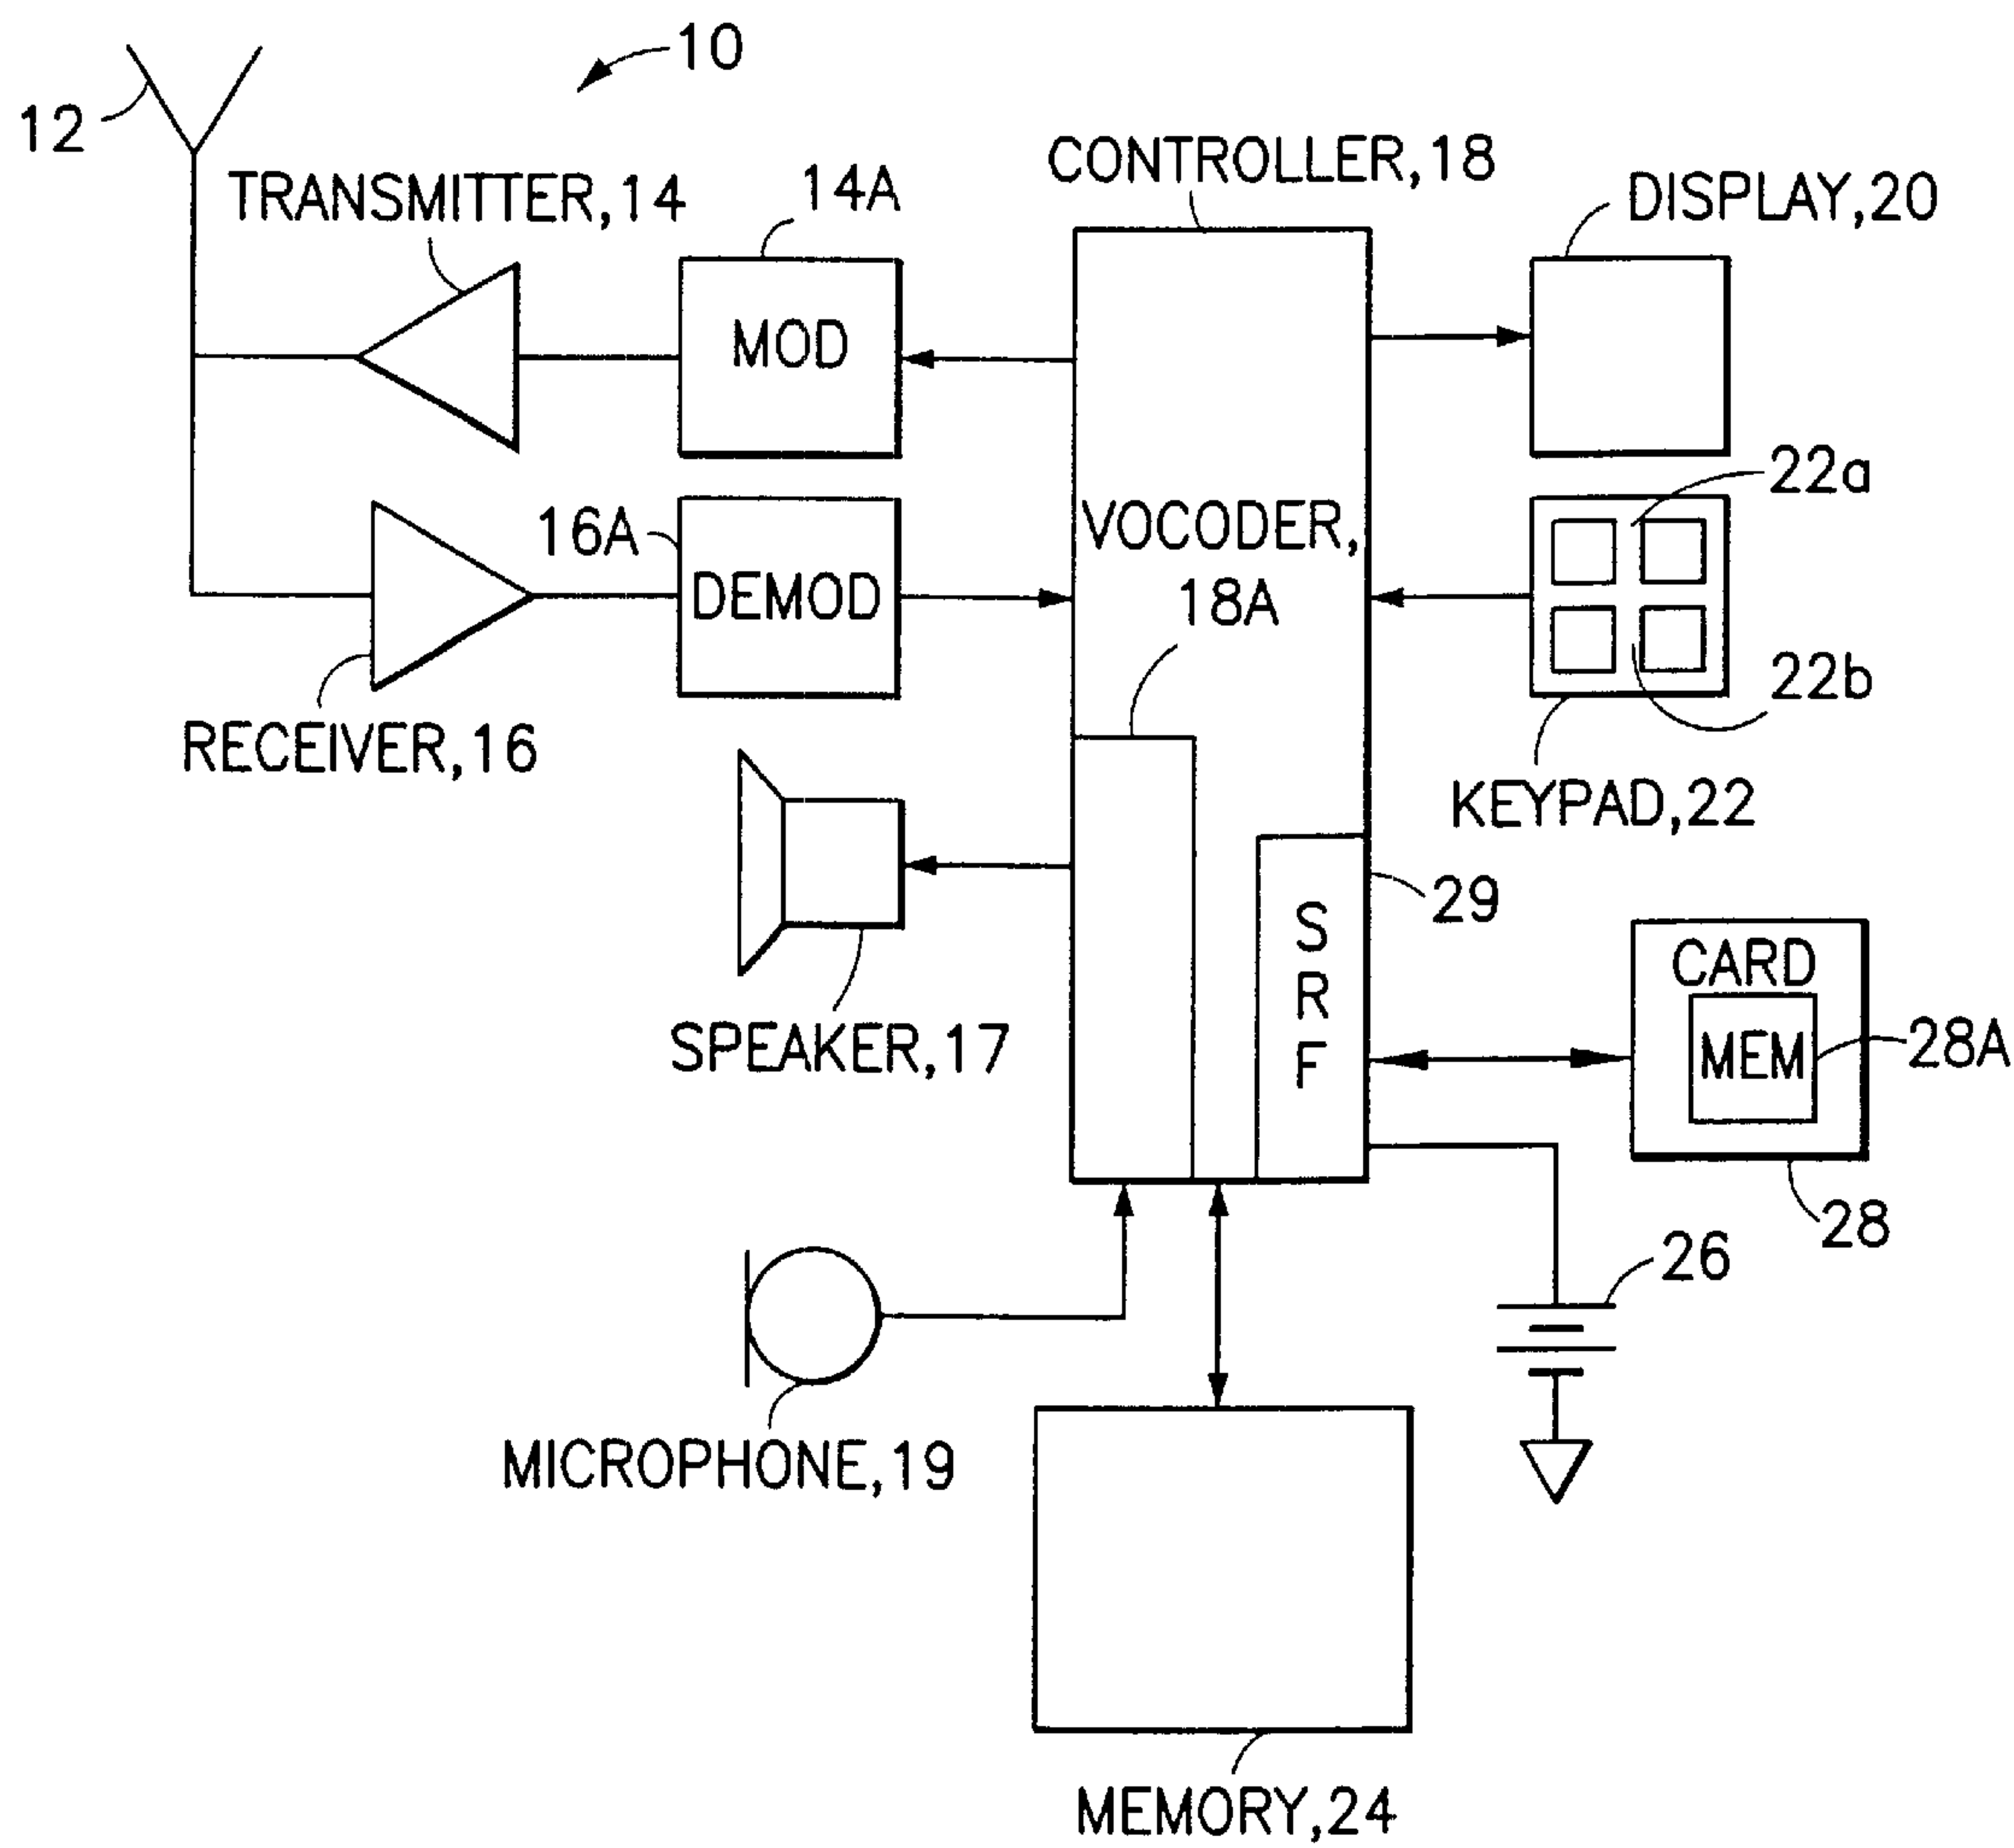 10
12
CONTROLLER,18
TRANSMITTER,14
14A
DISPLAY,20
MOD
22a
16A
VOCODER,
18A
DEMOD
22b
RECEIVER,16
KEYPAD,22
29
S
R
F
CARD
MEM
28A
SPEAKER,17
28
26
MICROPHONE,19
MEMORY,24